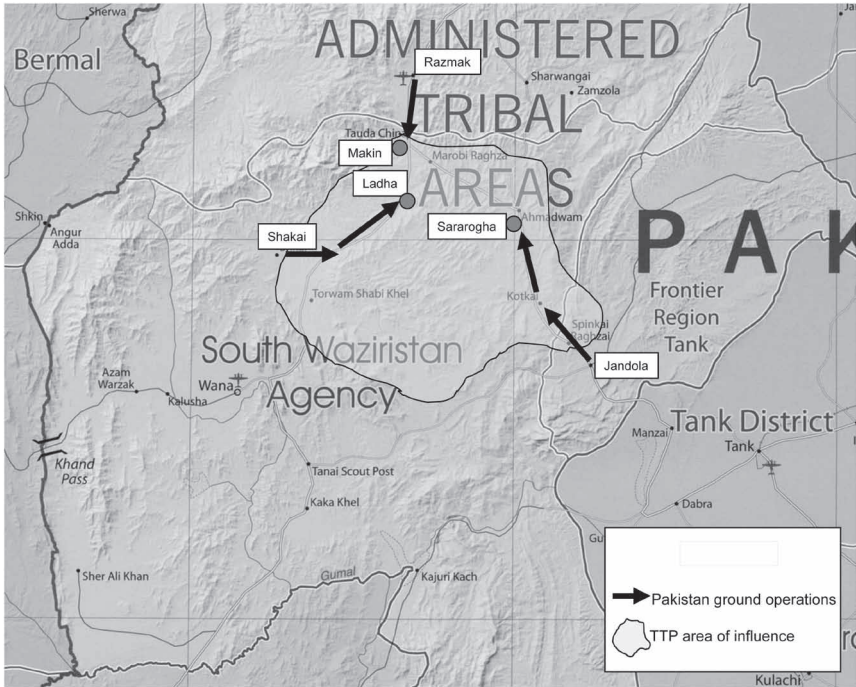 Sherwa
ADMINISTERED
Bermal
Razmak
Sharwangai
Zamzola
TRIBAL
Tauda Chin
Makin
Marobi Raghza
Ladha
AREAS
Shkin
Angur
Adda
Shakai
Sararogha
Ahmadwam
P A K
Torwam Shabi Khel
Kotkai
Frontier
Region
Tank
Spinkai
Raghzai
South Waziristan
Agency
Jandola
Azam
Warzak
Wana
Kalusha
Tank District
Manzai
Tank
Khand
Pass
Tanai Scout Post
Kaka Khel
Dabra
Sher Ali Khan
Gumal
Kajuri Kach
Pakistan ground operations
TTP area of influence
Kulachi